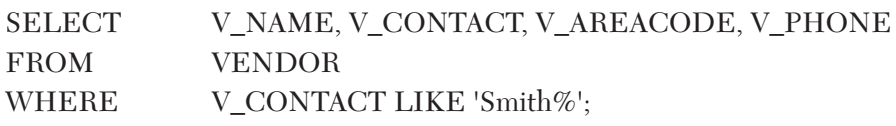 SELECT V_NAME, V_CONTACT, V_AREACODE, V_PHONE
FROM VENDOR
WHERE V_CONTACT LIKE 'Smith%';